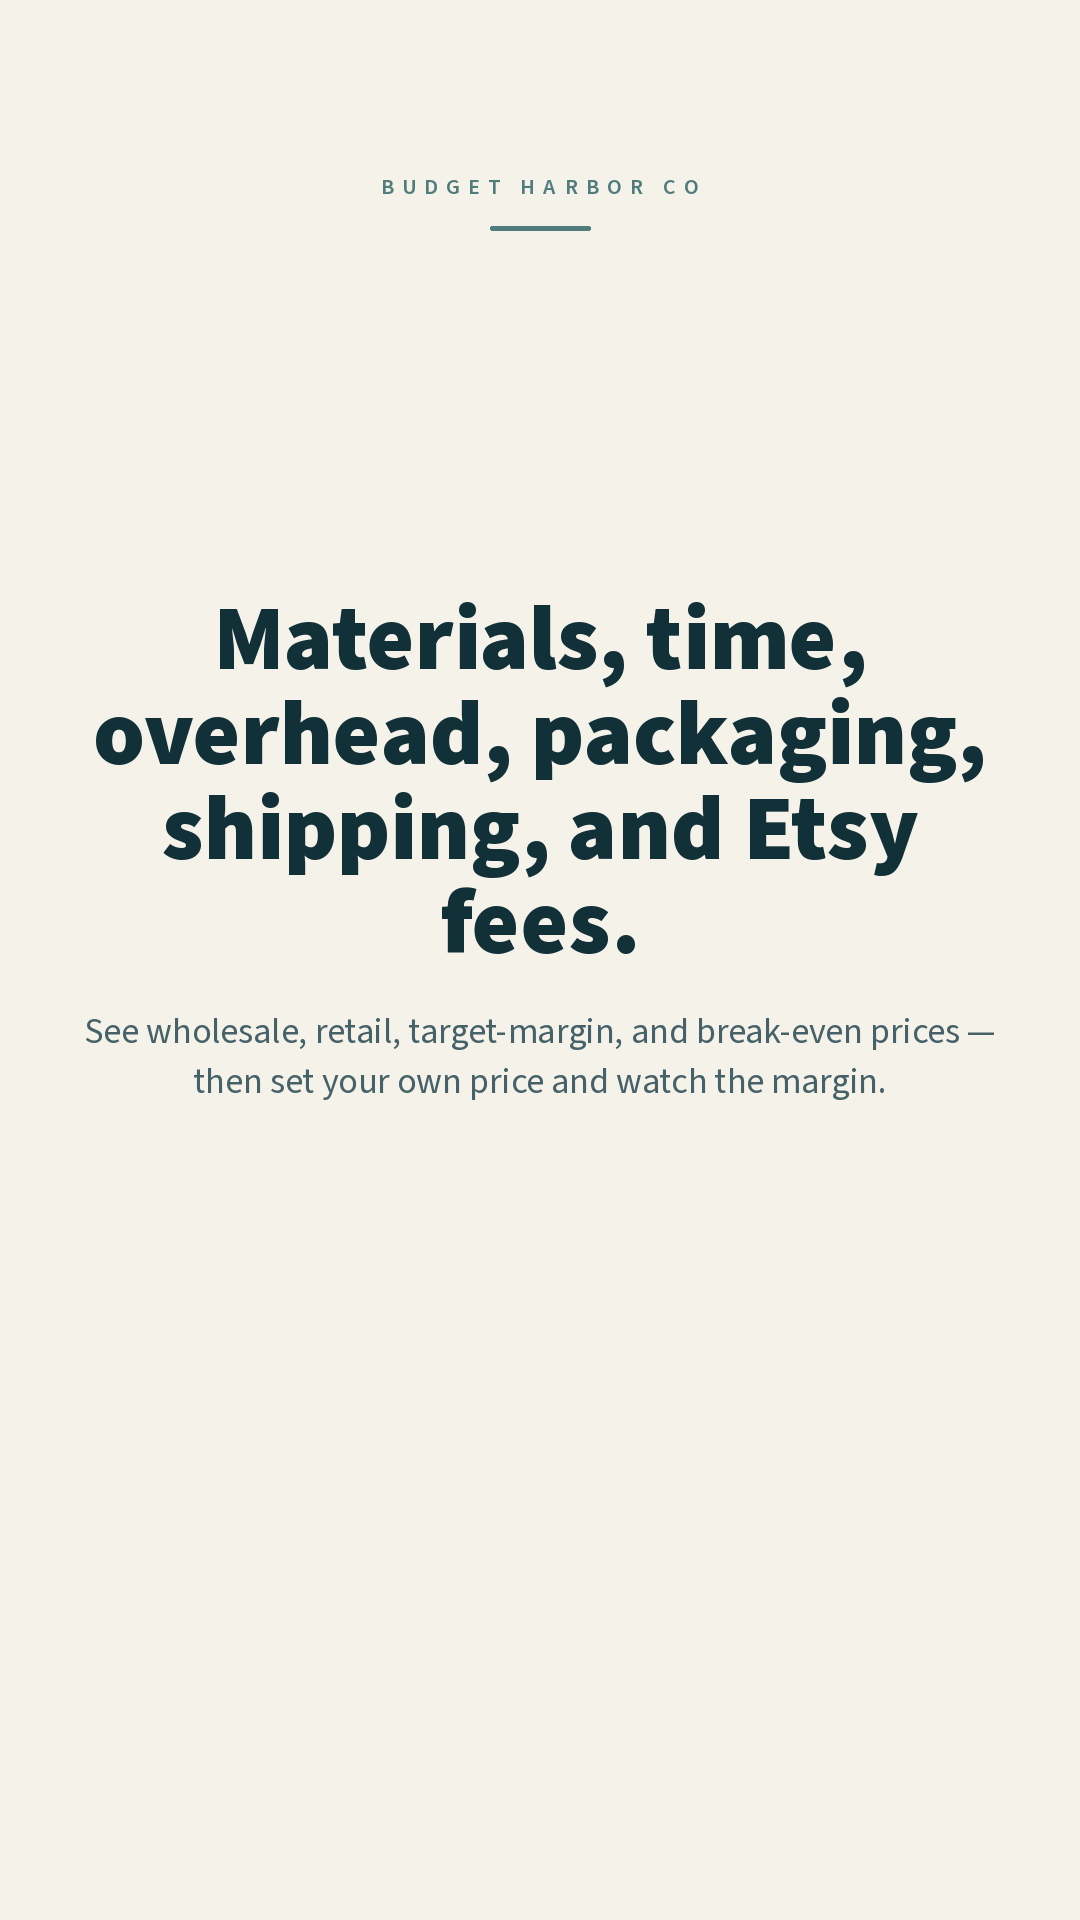 BUDGET HARBOR CO
Materials, time,
overhead, packaging,
shipping, and Etsy
fees.
See wholesale, retail, target-margin, and break-even prices —
then set your own price and watch the margin.